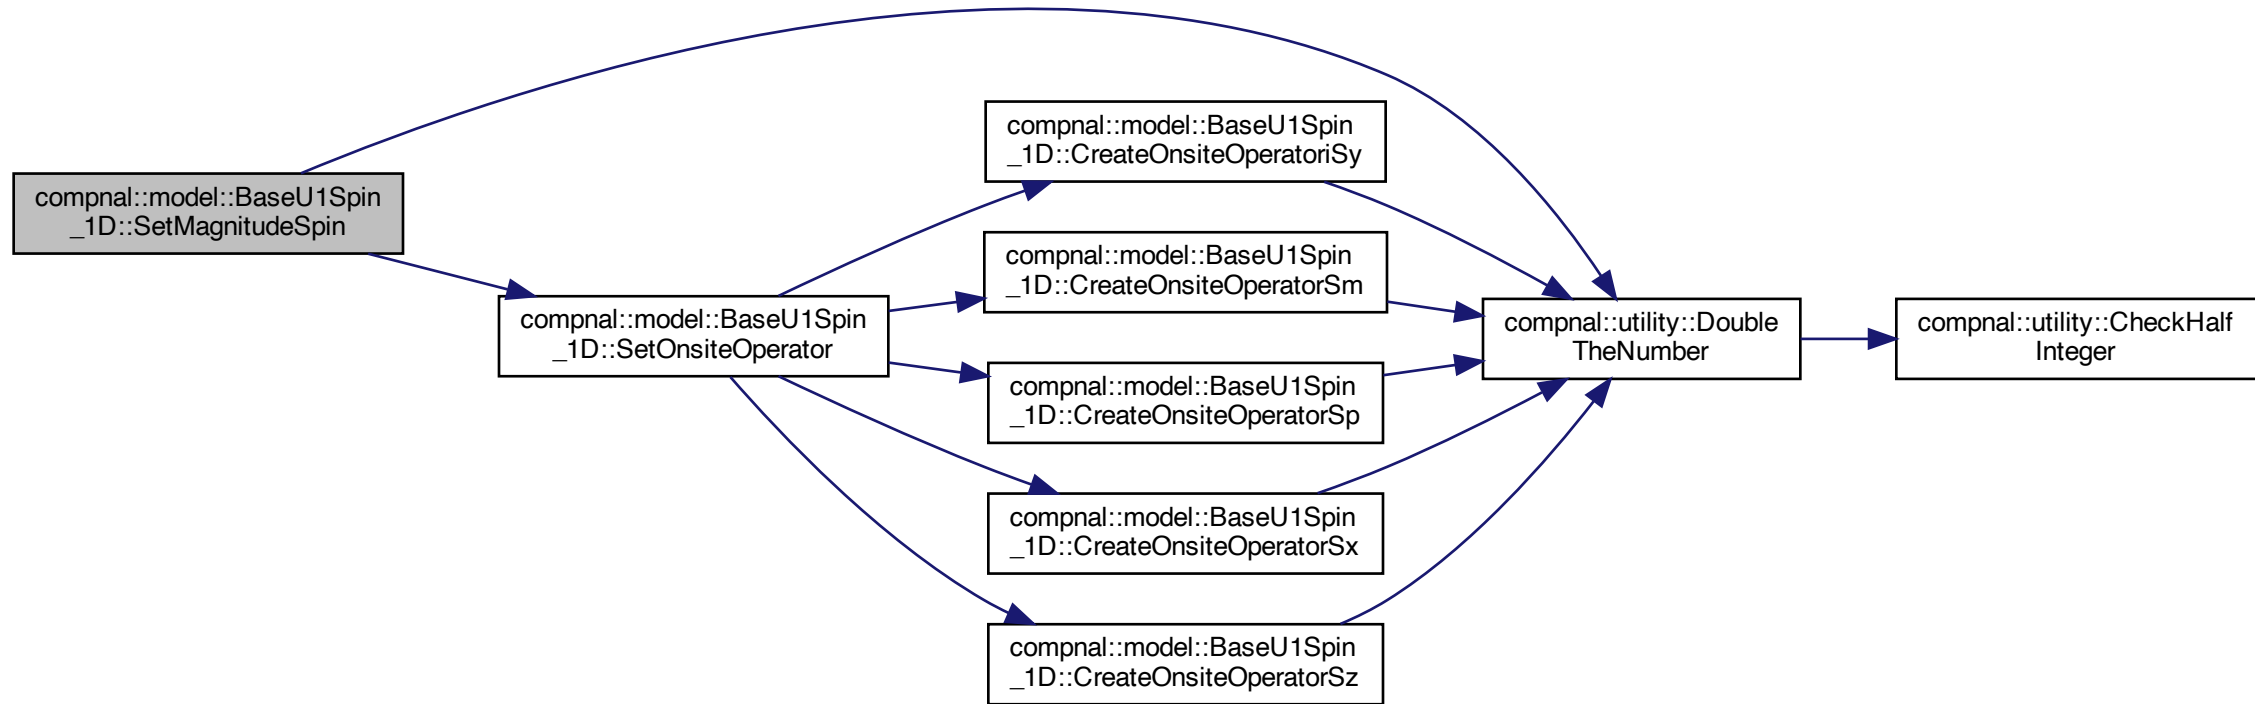 compnal::model::BaseU1Spin
_1D::SetMagnitudeSpin
compnal::model::BaseU1Spin
_1D::SetOnsiteOperator
compnal::model::BaseU1Spin
_1D::CreateOnsiteOperatoriSy
compnal::model::BaseU1Spin
_1D::CreateOnsiteOperatorSm
compnal::model::BaseU1Spin
_1D::CreateOnsiteOperatorSp
compnal::model::BaseU1Spin
_1D::CreateOnsiteOperatorSx
compnal::model::BaseU1Spin
_1D::CreateOnsiteOperatorSz
compnal::utility::Double
TheNumber
compnal::utility::CheckHalf
Integer